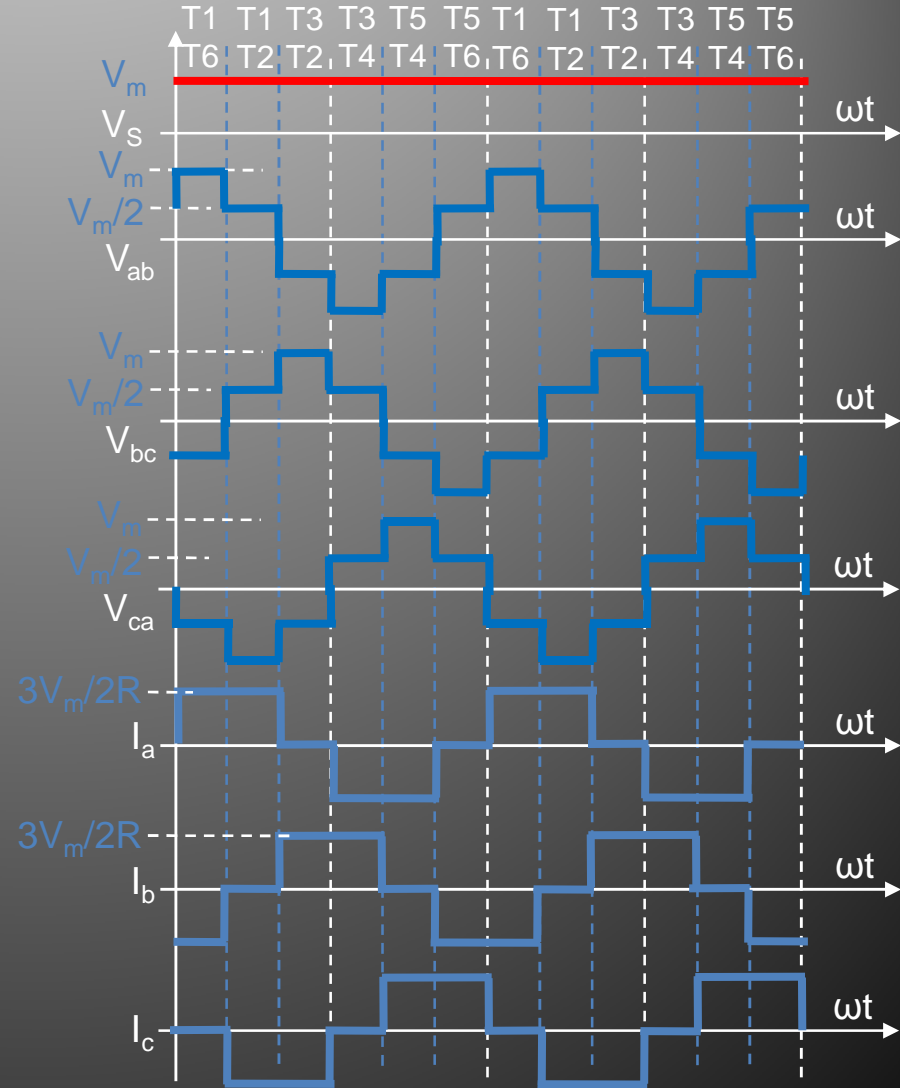 T1 T1 T3 T3 T5 T5 T1 T1 T3 T3 T5 T5
T6 T2 T2 T4 T4 T6 T6 T2 T2 T4 T4 T6
Vm
VS
ωt
Vm
Vm/2
Vab
ωt
Vm
Vm/2
Vbc
ωt
Vm
Vm/2
Vca
ωt
3Vm/2R
Ia
ωt
3Vm/2R
Ib
ωt
Ic
ωt